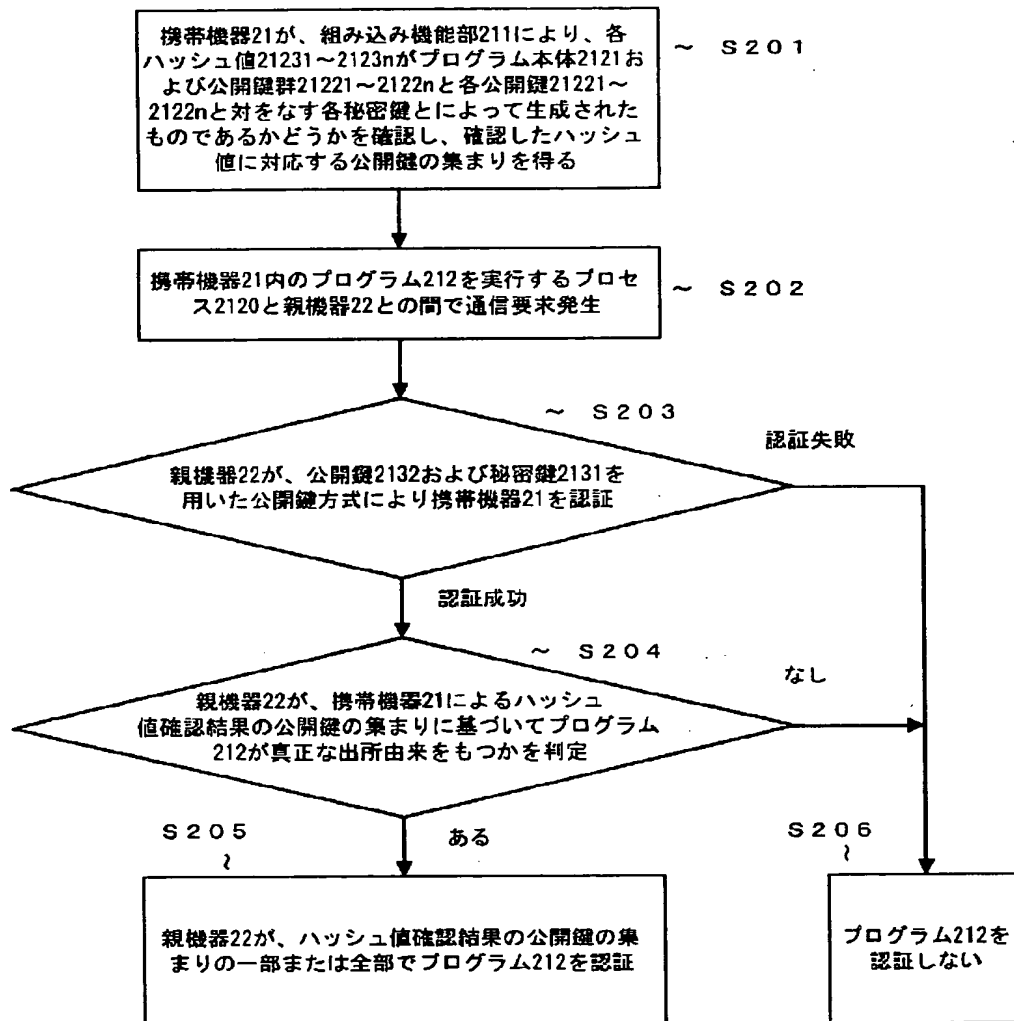 携帯機器21が、組み込み機能部211により、各
ハッシュ値21231～2123nがプログラム本体2121お
よび公開鍵群21221～2122nと各公開鍵21221～
2122nと対をなす各秘密鍵とによって生成された
ものであるかどうかを確認し、確認したハッシュ
値に対応する公開鍵の集まりを得る
～ S201
携帯機器21内のプログラム212を実行するプロセ
ス2120と親機器22との間で通信要求発生
～ S202
～ S203
認証失敗
親機器22が、公開鍵2132および秘密鍵2131を
用いた公開鍵方式により携帯機器21を認証
認証成功
～ S204
なし
親機器22が、携帯機器21によるハッシュ
値確認結果の公開鍵の集まりに基づいてプログラム
212が真正な出所由来をもつかを判定
S205
～
ある
S206
～
親機器22が、ハッシュ値確認結果の公開鍵の集
まりの一部または全部でプログラム212を認証
プログラム212を
認証しない